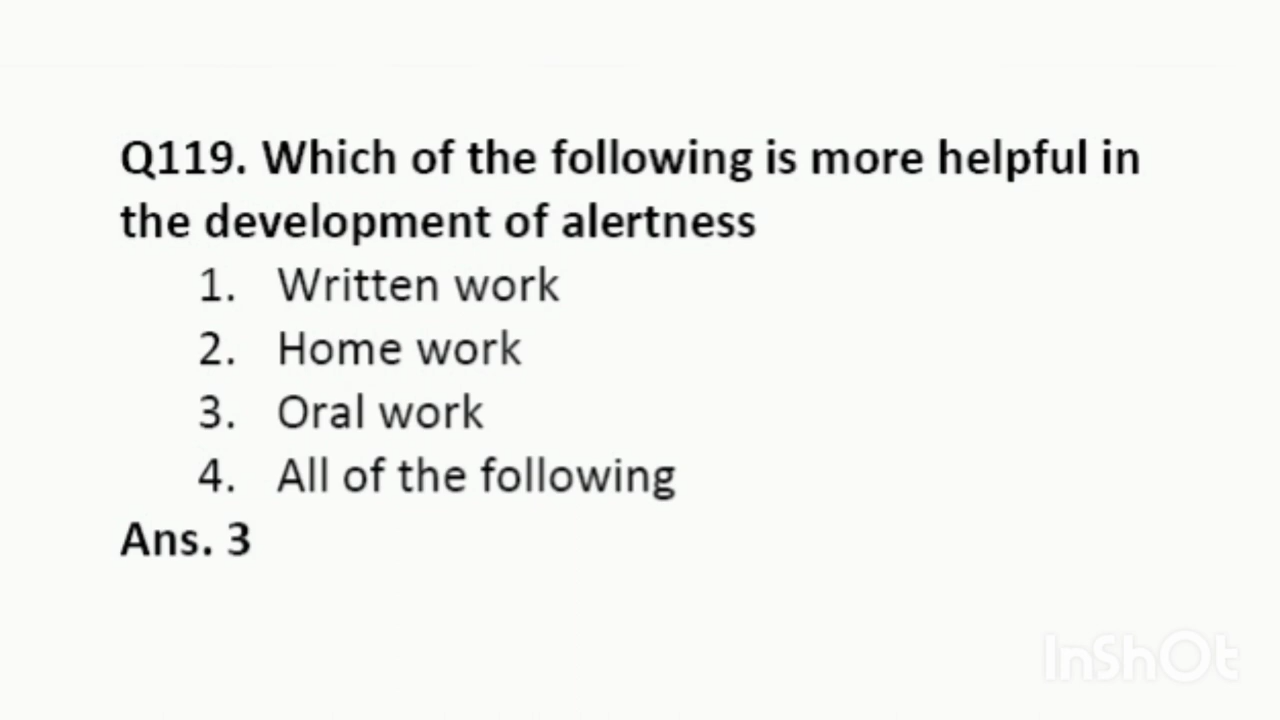 Q119. Which of the following is more helpful in
the development of alertness
1. Written work
2. Home work
3. Oral work
4. All of the following
Ans. 3
InShOt